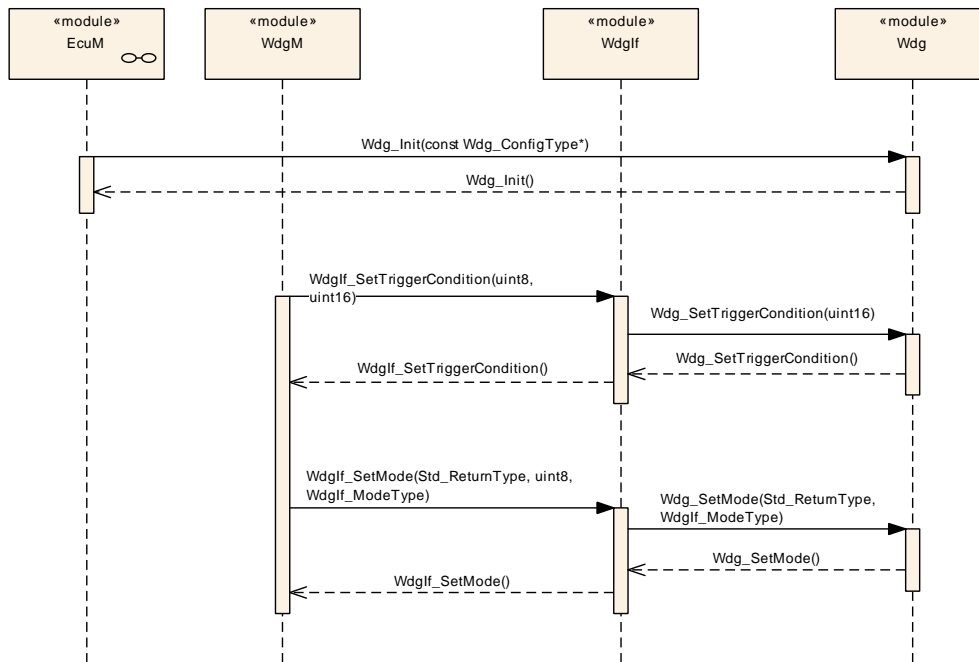 «module»
EcuM
«module»
WdgM
«module»
WdgIf
«module»
Wdg
Wdg_Init(const Wdg_ConfigType*)
Wdg_Init()
WdgIf_SetTriggerCondition(uint8,
uint16)
Wdg_SetTriggerCondition(uint16)
Wdg_SetTriggerCondition()
WdgIf_SetTriggerCondition()
WdgIf_SetMode(Std_ReturnType, uint8,
WdgIf_ModeType)
Wdg_SetMode(Std_ReturnType,
WdgIf_ModeType)
Wdg_SetMode()
WdgIf_SetMode()